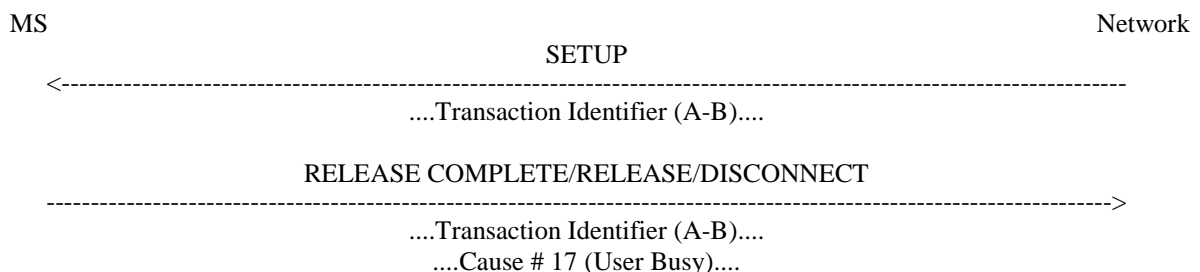 MS Network
SETUP
<------------------------------------------------------------------------------------------------------------------------
....Transaction Identifier (A-B)....
RELEASE COMPLETE/RELEASE/DISCONNECT
------------------------------------------------------------------------------------------------------------------------>
....Transaction Identifier (A-B)....
....Cause # 17 (User Busy)....